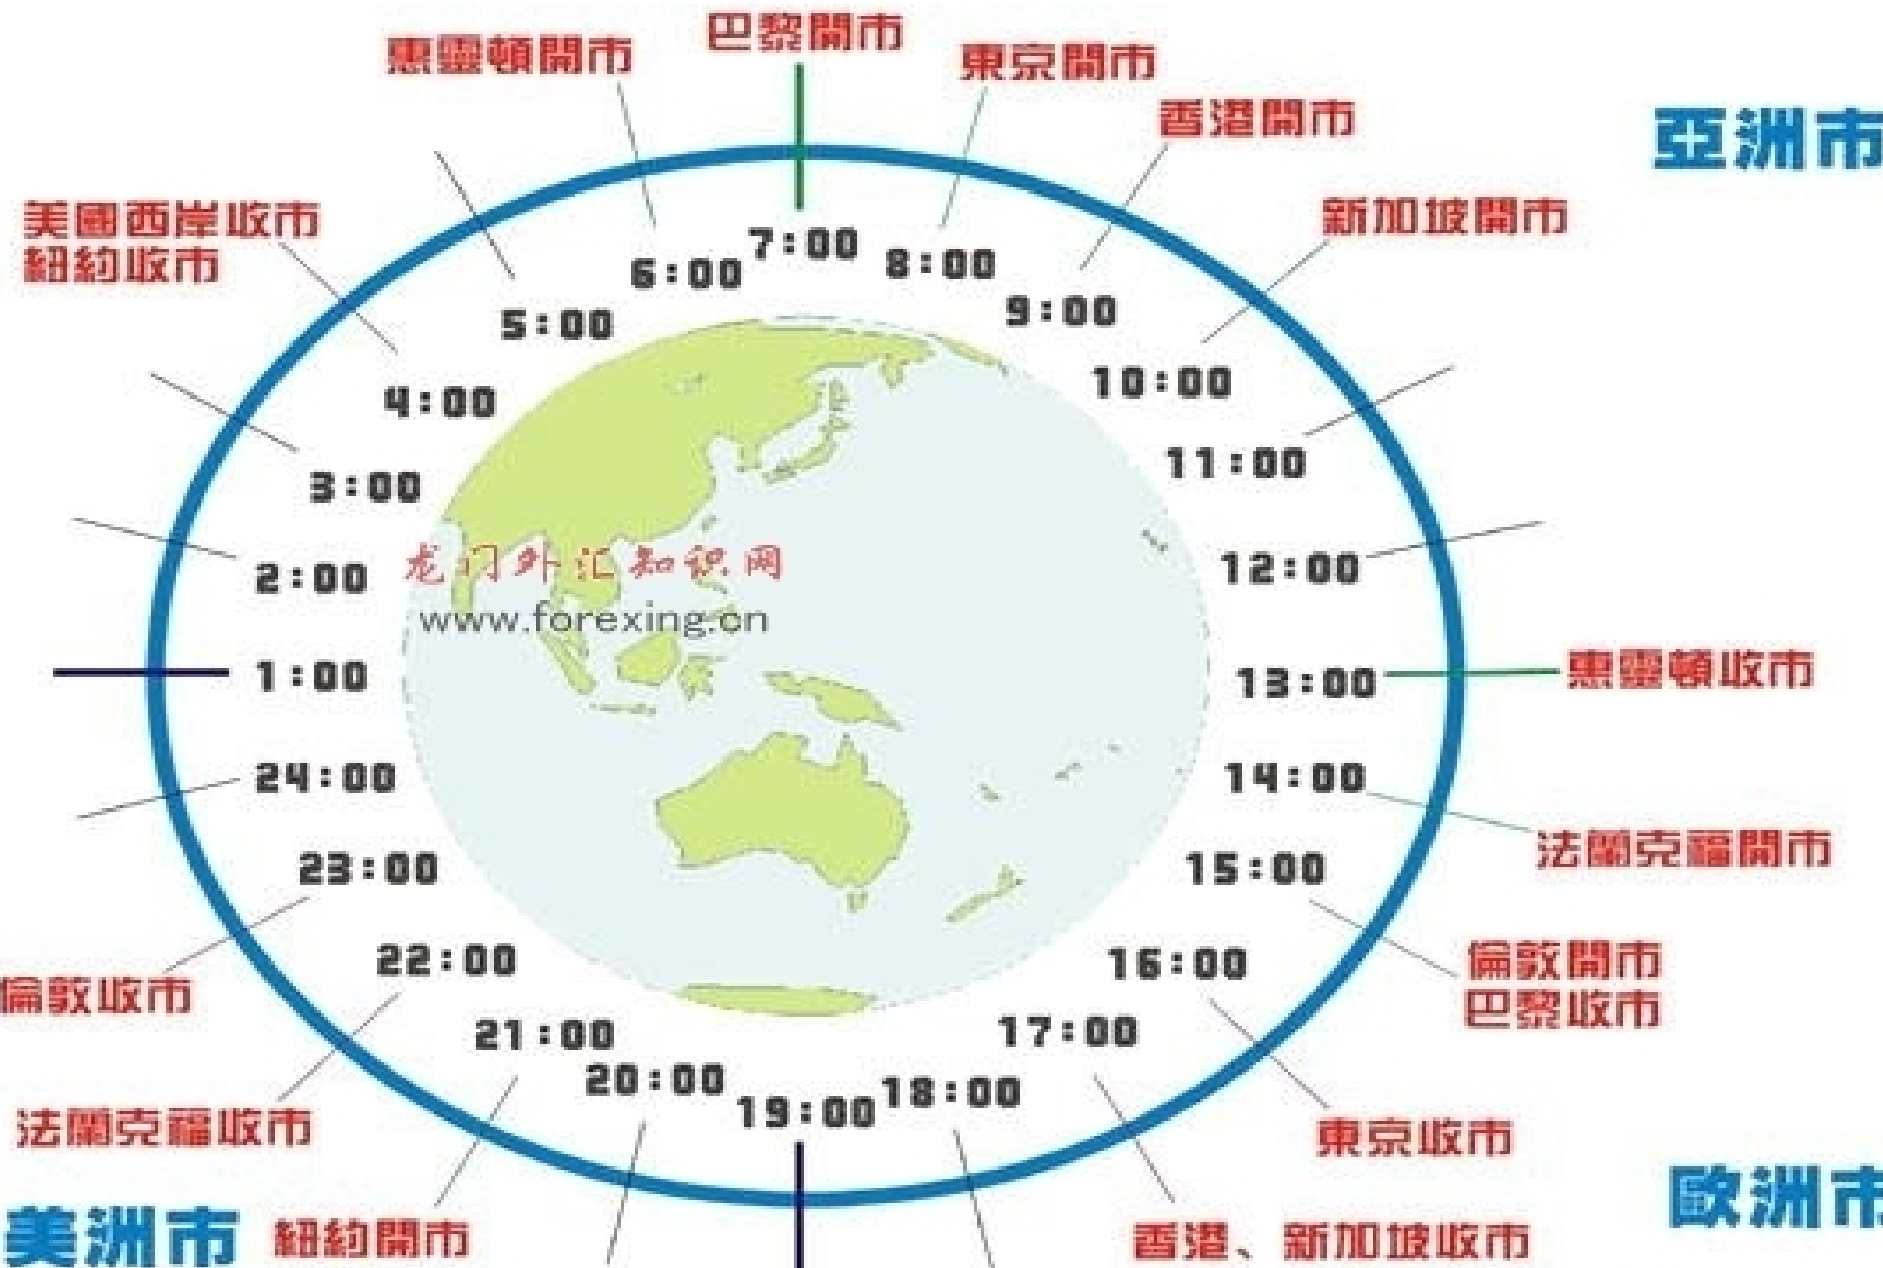 巴黎開市
惠靈頓開市
東京開市
香港開市
亞洲市
美國西岸收市
紐約收市
新加坡開市
7:00
6:00
8:00
5:00
9:00
4:00
10:00
3:00
11:00
龙门外汇知识网
2:00
12:00
www.forexing.cn
1:00
13:00
惠靈頓收市
24:00
14:00
法蘭克福開市
23:00
15:00
22:00
16:00
倫敦開市
巴黎收市
倫敦收市
21:00
17:00
20:00
18:00
19:00
法蘭克福收市
東京收市
美洲市
紐約開市
香港、新加坡收市
歐洲市